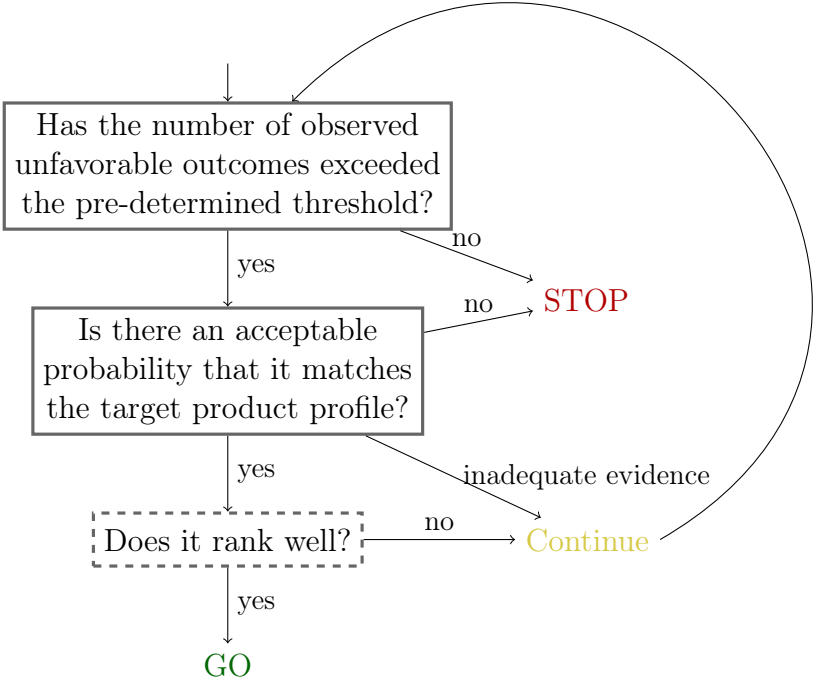 Has the number of observed
unfavorable outcomes exceeded
the pre-determined threshold?
no
yes
STOP
no
Is there an acceptable
probability that it matches
the target product profile?
yes
inadequate evidence
Does it rank well?
no
Continue
yes
GO